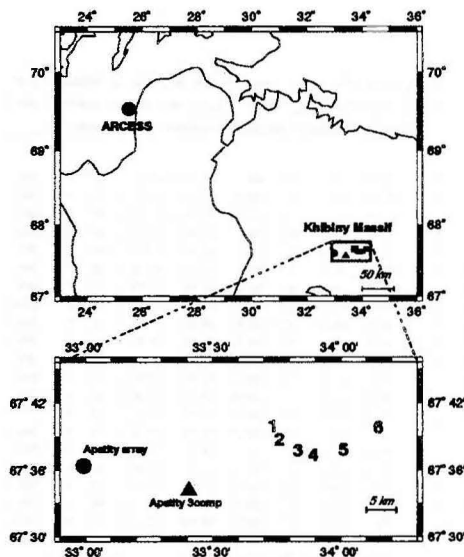 24° 26° 28° 30° 32° 34°
70° 70°
ARCESS
69° 69°
68° 68°
Khibiny Massif
50 km
67° 67°
24° 26° 28° 30° 32° 34°
33° 00' 33° 30' 34° 00'
67° 42' 67° 42'
1
2
3
4
5
6
Apatity array
67° 36' 67° 36'
Apatity 3comp
5 km
67° 30' 67° 30'
33° 00' 33° 30' 34° 00'